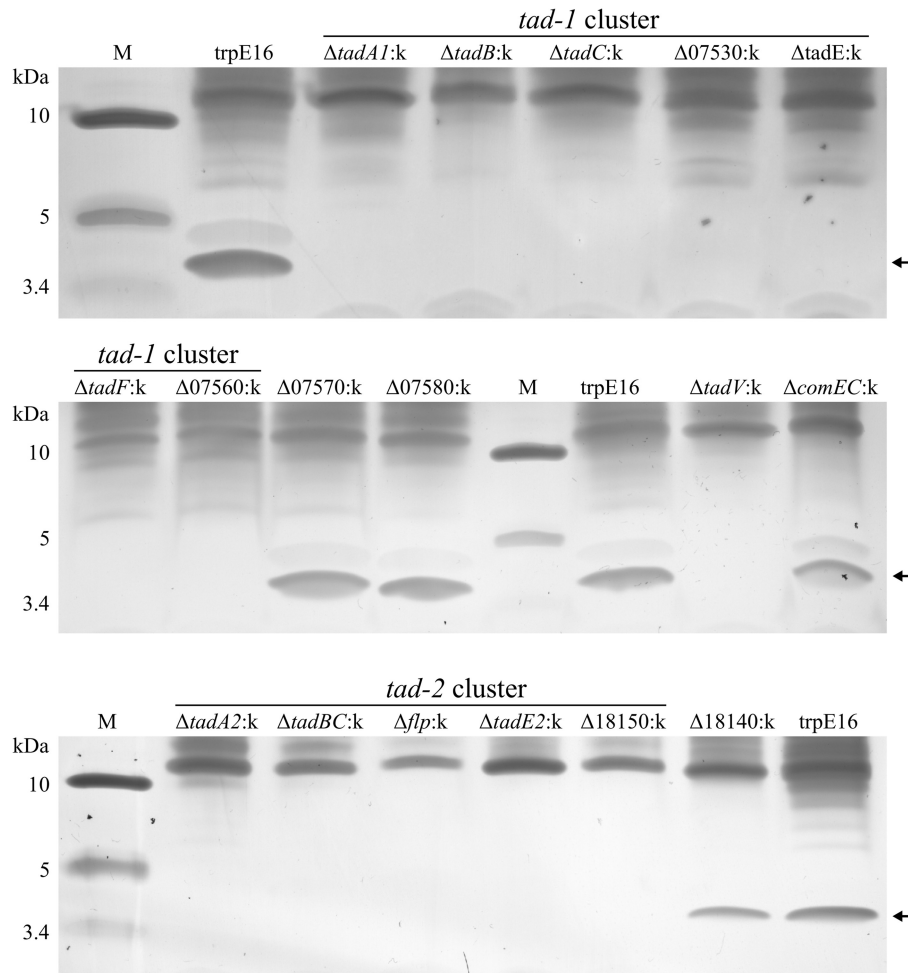 tad-1 cluster
M trpE16 ΔtadA1:k ΔtadB:k ΔtadC:k Δ07530:k ΔtadE:k
kDa
10
5
3.4
tad-1 cluster
ΔtadF:k Δ07560:k Δ07570:k Δ07580:k M trpE16 ΔtadV:k ΔcomEC:k
kDa
10
5
3.4
tad-2 cluster
M ΔtadA2:k ΔtadBC:k Δflp:k ΔtadE2:k Δ18150:k Δ18140:k trpE16
kDa
10
5
3.4